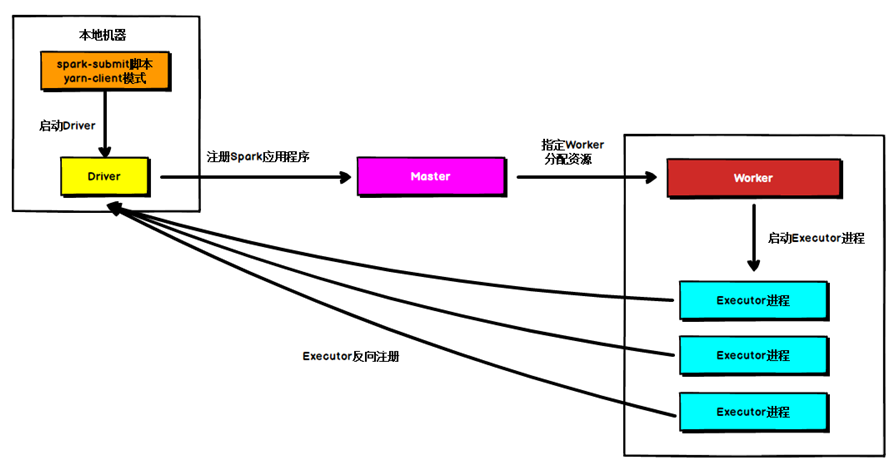 本地机器
spark-submit脚本
yarn-client模式
启动Driver
Driver
注册Spark应用程序
Master
指定Worker
分配资源
Worker
启动Executor进程
Executor进程
Executor进程
Executor进程
Executor反向注册